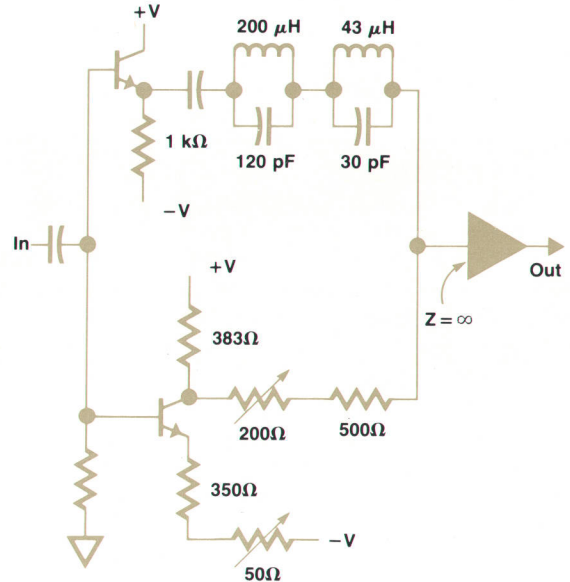 +V
200 μH
43 μH
1 kΩ
120 pF
30 pF
−V
In
+V
Out
Z = ∞
383Ω
200Ω
500Ω
350Ω
−V
50Ω